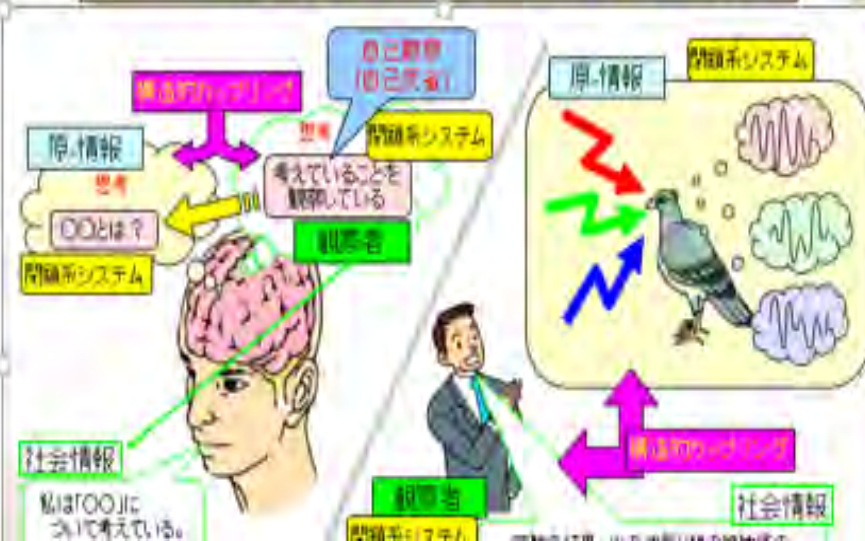 自己観察
(自己反省)
構造的カップリング
思考
閉鎖系システム
原-情報
思考
考えていることを
観察している
〇〇とは？
観察者
閉鎖系システム
社会情報
私は「〇〇」に
ついて考えている。
原-情報
閉鎖系システム
構造的カップリング
観察者
閉鎖系システム
社会情報